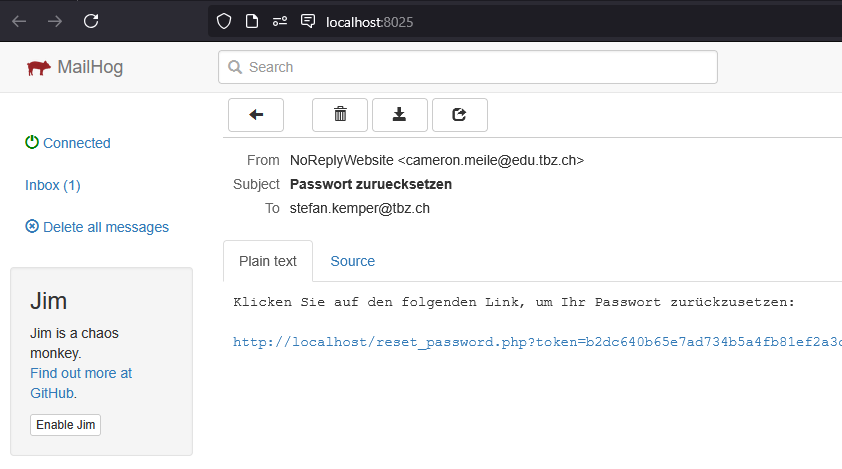 localhost:8025
MailHog
Search
Connected
Inbox (1)
Delete all messages
Jim
Jim is a chaos
monkey.
Find out more at
GitHub.
Enable Jim
From NoReplyWebsite <cameron.meile@edu.tbz.ch>
Subject Passwort zuruecksetzen
To stefan.kemper@tbz.ch
Plain text Source
Klicken Sie auf den folgenden Link, um Ihr Passwort zurückzusetzen:
http://localhost/reset_password.php?token=b2dc640b65e7ad734b5a4fb81ef2a3c